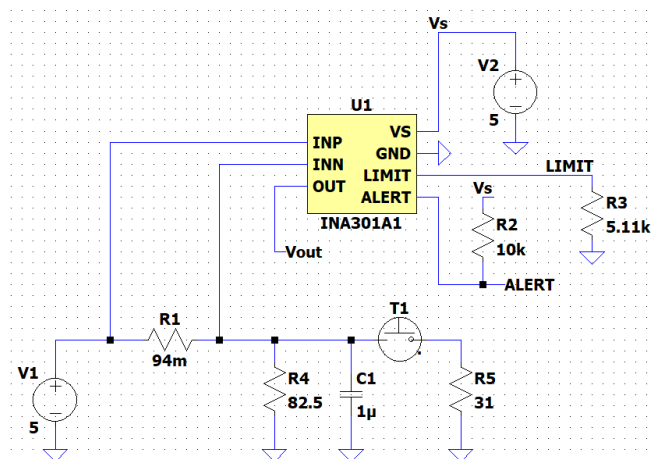 Vs
V2
5
U1
INP
INN
OUT
VS
GND
LIMIT
ALERT
INA301A1
LIMIT
R3
5.11k
Vs
R2
10k
Vout
ALERT
T1
R1
94m
V1
5
R4
82.5
C1
1µ
R5
31